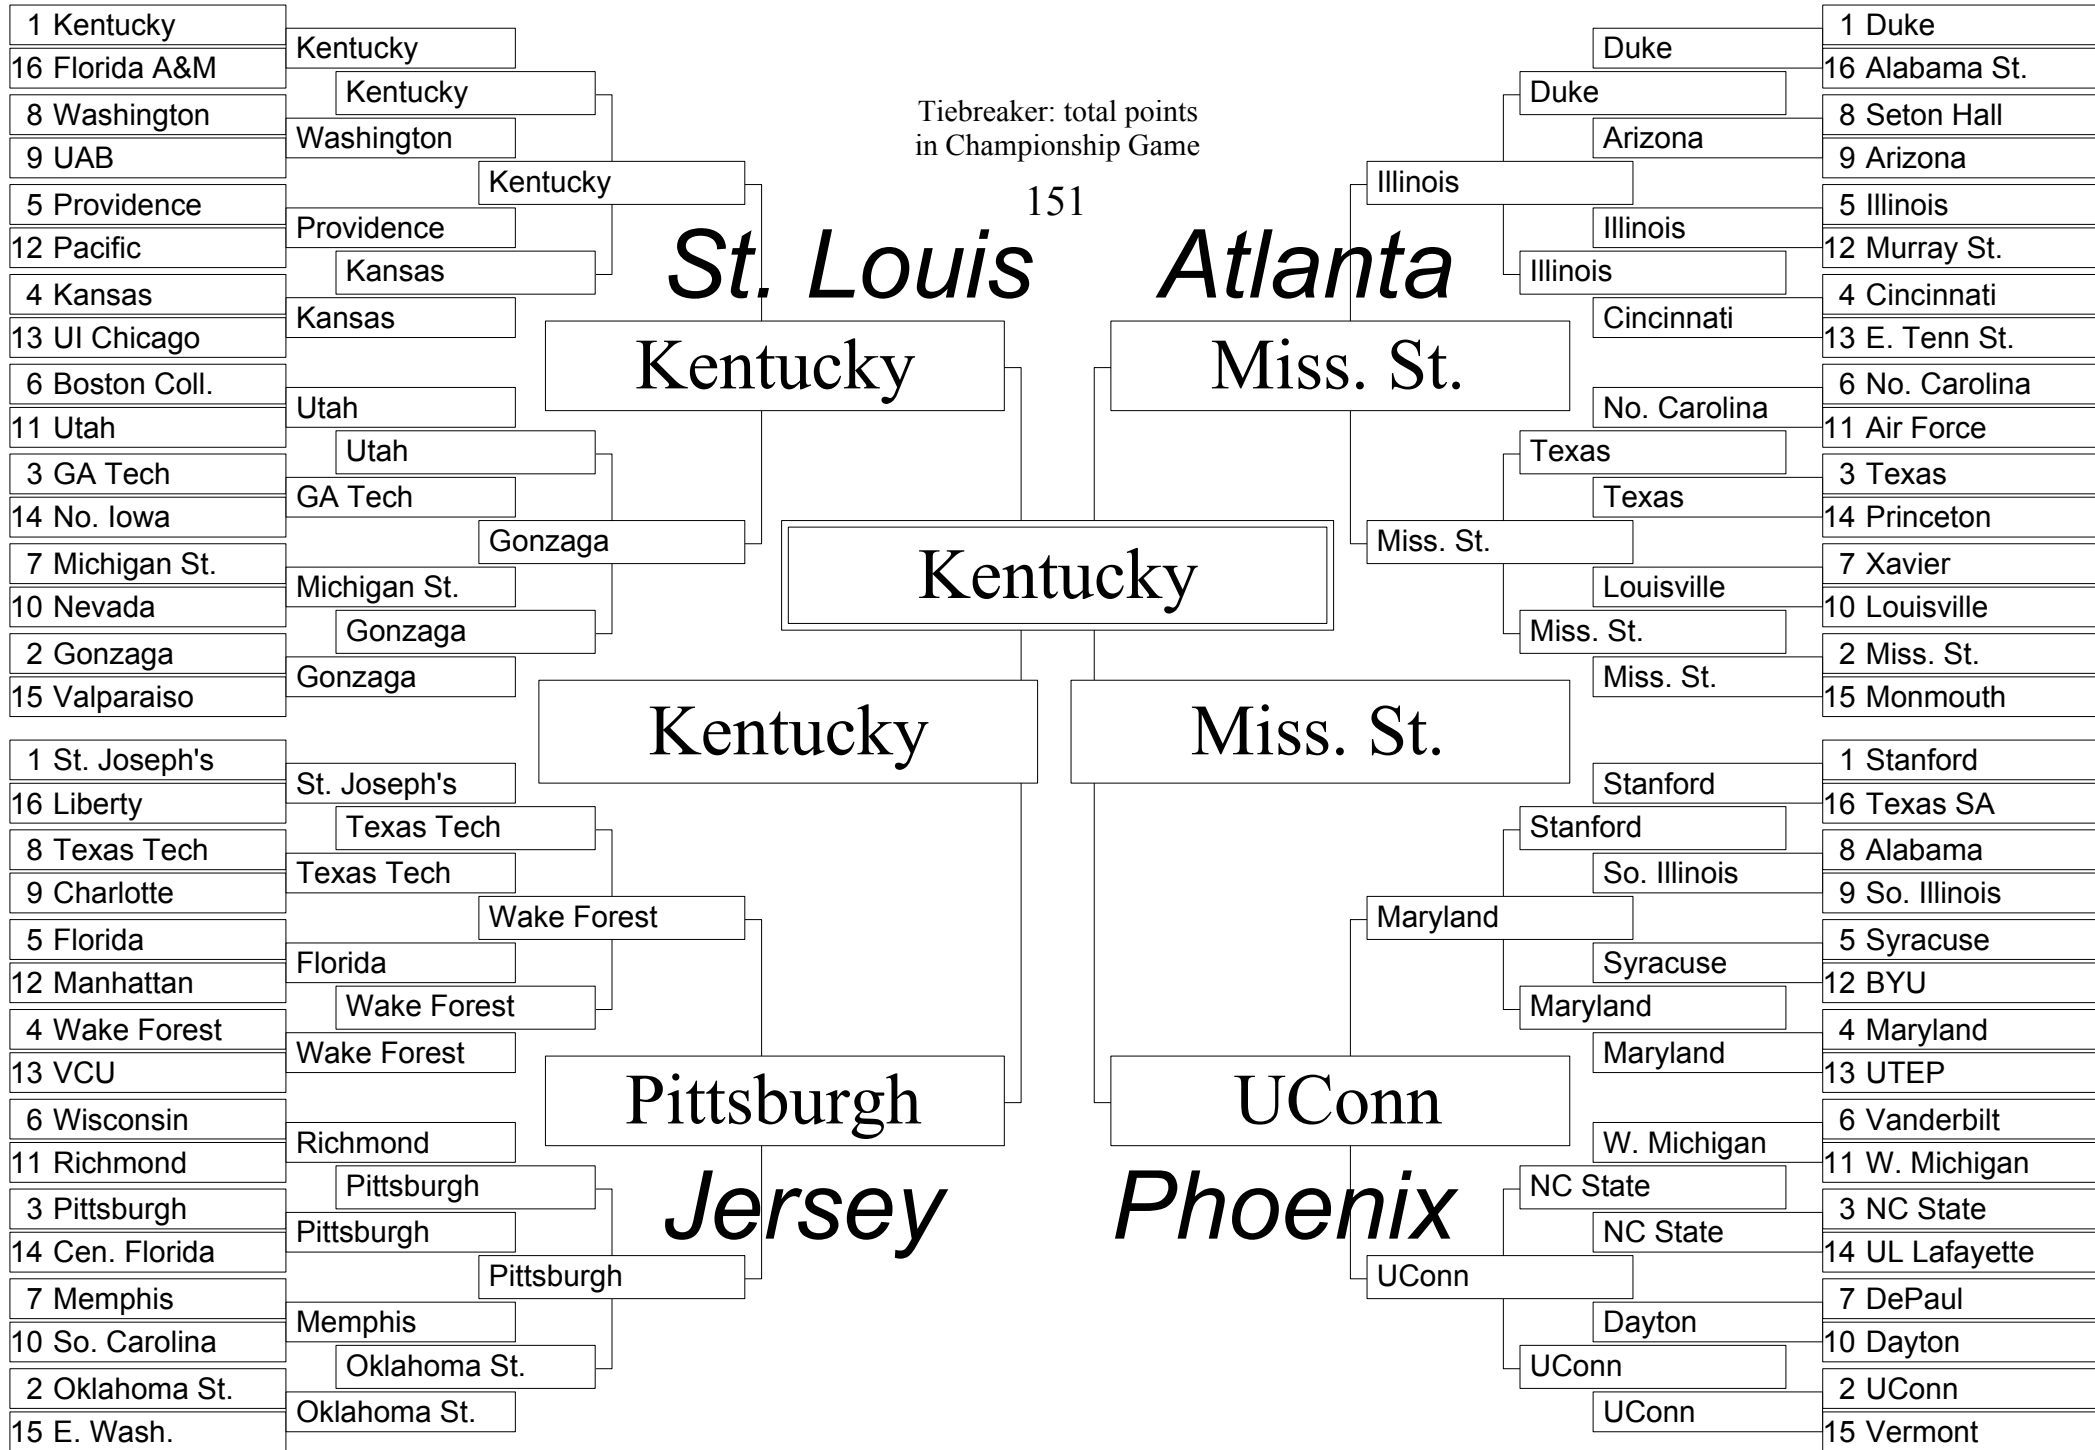 1 Kentucky
16 Florida A&M
8 Washington
9 UAB
5 Providence
12 Pacific
4 Kansas
13 UI Chicago
6 Boston Coll.
11 Utah
3 GA Tech
14 No. Iowa
7 Michigan St.
10 Nevada
2 Gonzaga
15 Valparaiso
1 St. Joseph's
16 Liberty
8 Texas Tech
9 Charlotte
5 Florida
12 Manhattan
4 Wake Forest
13 VCU
6 Wisconsin
11 Richmond
3 Pittsburgh
14 Cen. Florida
7 Memphis
10 So. Carolina
2 Oklahoma St.
15 E. Wash.
Kentucky
Washington
Providence
Kansas
Utah
GA Tech
Michigan St.
Gonzaga
St. Joseph's
Texas Tech
Florida
Wake Forest
Richmond
Pittsburgh
Memphis
Oklahoma St.
Kentucky
Kansas
Utah
Gonzaga
Texas Tech
Wake Forest
Pittsburgh
Oklahoma St.
Kentucky
Gonzaga
Wake Forest
Pittsburgh
Tiebreaker: total points
in Championship Game
151
St. Louis
Atlanta
Kentucky
Miss. St.
Kentucky
Kentucky
Miss. St.
Pittsburgh
UConn
Jersey
Phoenix
Illinois
Miss. St.
Maryland
UConn
Duke
Illinois
Texas
Miss. St.
Stanford
Maryland
NC State
UConn
Duke
Arizona
Illinois
Cincinnati
No. Carolina
Texas
Louisville
Miss. St.
Stanford
So. Illinois
Syracuse
Maryland
W. Michigan
NC State
Dayton
UConn
1 Duke
16 Alabama St.
8 Seton Hall
9 Arizona
5 Illinois
12 Murray St.
4 Cincinnati
13 E. Tenn St.
6 No. Carolina
11 Air Force
3 Texas
14 Princeton
7 Xavier
10 Louisville
2 Miss. St.
15 Monmouth
1 Stanford
16 Texas SA
8 Alabama
9 So. Illinois
5 Syracuse
12 BYU
4 Maryland
13 UTEP
6 Vanderbilt
11 W. Michigan
3 NC State
14 UL Lafayette
7 DePaul
10 Dayton
2 UConn
15 Vermont